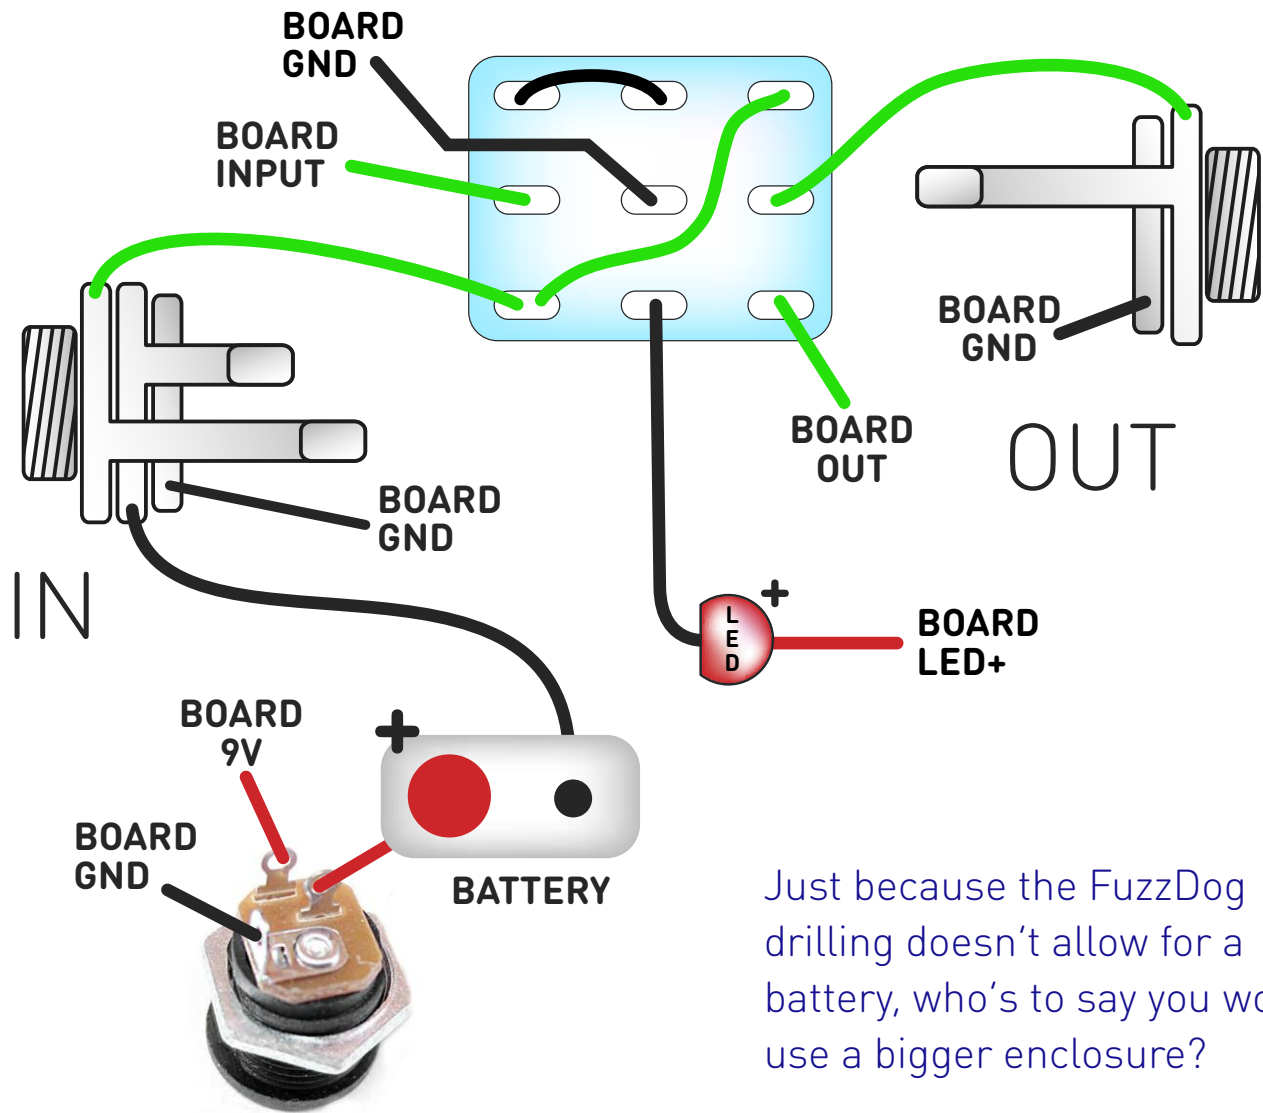 BOARD
GND
BOARD
INPUT
BOARD
GND
BOARD
OUT
OUT
BOARD
GND
IN
L
E
D
+
BOARD
LED+
BOARD
9V
+
BOARD
GND
BATTERY
Just because the FuzzDog
drilling doesn't allow for a
battery, who's to say you
use a bigger enclosure?